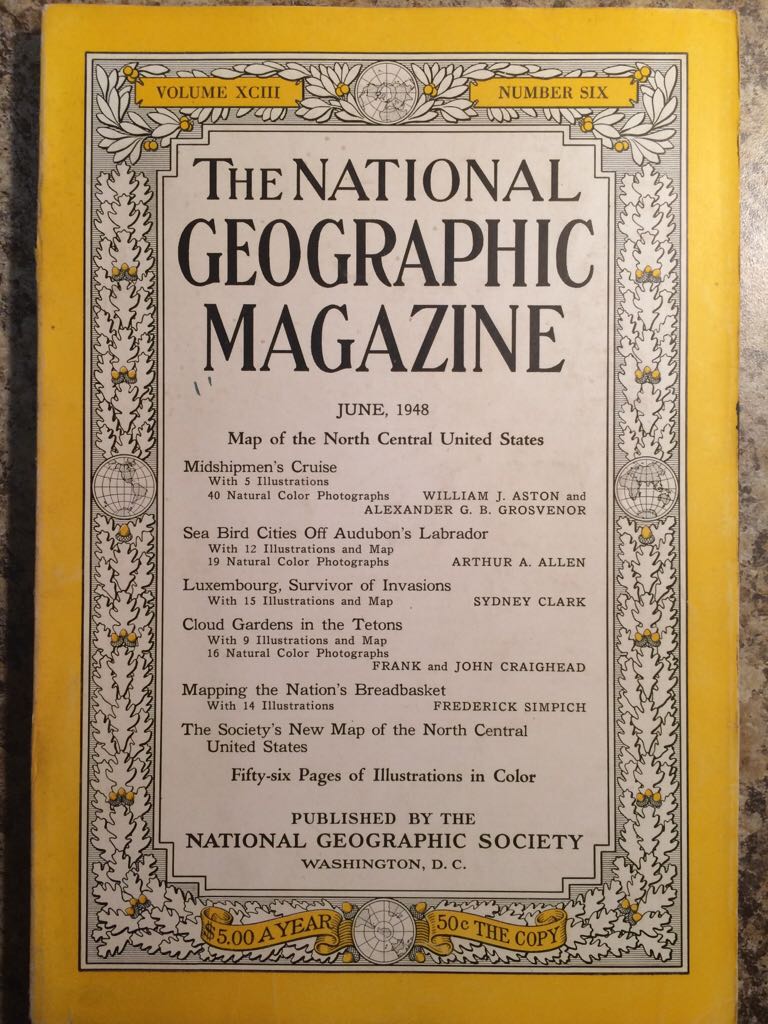 VOLUME XCIII
NUMBER SIX
THE NATIONAL
GEOGRAPHIC
MAGAZINE
JUNE, 1948
Map of the North Central United States
Midshipmen's Cruise
With 5 Illustrations
40 Natural Color Photographs WILLIAM J. ASTON and
ALEXANDER G. B. GROSVENOR
Sea Bird Cities Off Audubon's Labrador
With 12 Illustrations and Map
19 Natural Color Photographs ARTHUR A. ALLEN
Luxembourg, Survivor of Invasions
With 15 Illustrations and Map SYDNEY CLARK
Cloud Gardens in the Tetons
With 9 Illustrations and Map
16 Natural Color Photographs
FRANK and JOHN CRAIGHEAD
Mapping the Nation's Breadbasket
With 14 Illustrations FREDERICK SIMPICH
The Society's New Map of the North Central
United States
Fifty-six Pages of Illustrations in Color
PUBLISHED BY THE
NATIONAL GEOGRAPHIC SOCIETY
WASHINGTON, D. C.
$5.00 A YEAR
50c THE COPY